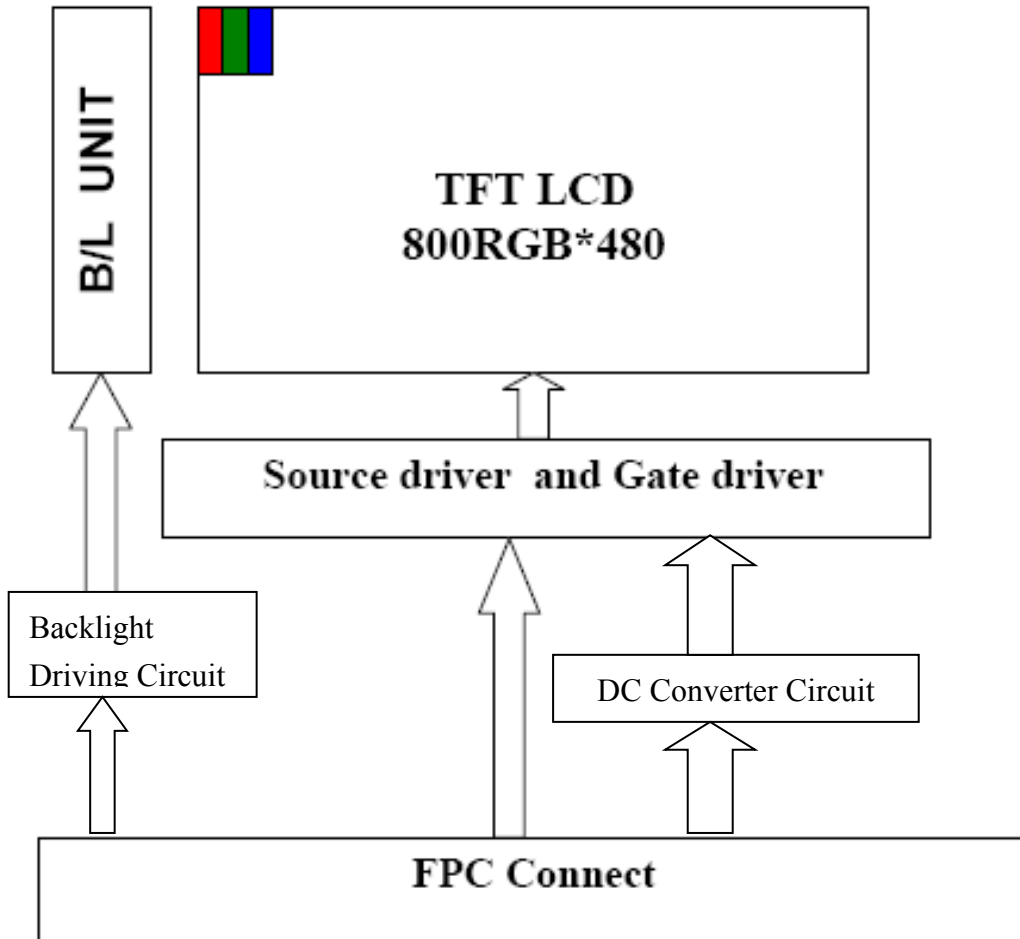 B/L UNIT
TFT LCD
800RGB*480
Source driver and Gate driver
Backlight
Driving Circuit
DC Converter Circuit
FPC Connect